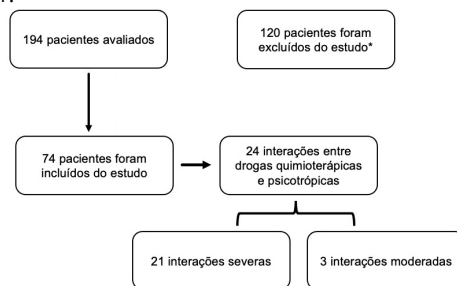 194 pacientes avaliados
120 pacientes foram
excluídos do estudo*
74 pacientes foram
incluídos do estudo
24 interações entre
drogas quimioterápicas
e psicotrópicas
21 interações severas
3 interações moderadas